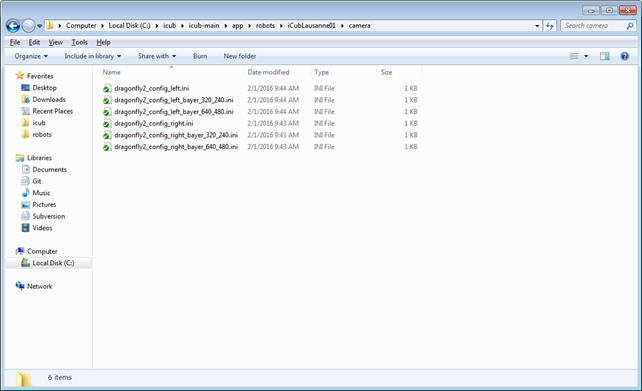 Computer ▸ Local Disk (C:) ▸ icub ▸ icub-main ▸ app ▸ robots ▸ iCubLausanne01 ▸ camera
Search camera
File Edit View Tools Help
Organize Include in library Share with Burn New folder
Name Date modified Type Size
Favorites
Desktop
Downloads
Recent Places
icub
robots
Libraries
Documents
Git
Music
Pictures
Subversion
Videos
Computer
Local Disk (C:)
Network
dragonfly2_config_left.ini 2/1/2016 9:44 AM INI File 1 KB
dragonfly2_config_left_bayer_320_240.ini 2/1/2016 9:44 AM INI File 1 KB
dragonfly2_config_left_bayer_640_480.ini 2/1/2016 9:44 AM INI File 1 KB
dragonfly2_config_right.ini 2/1/2016 9:43 AM INI File 1 KB
dragonfly2_config_right_bayer_320_240.ini 2/1/2016 9:43 AM INI File 1 KB
dragonfly2_config_right_bayer_640_480.ini 2/1/2016 9:43 AM INI File 1 KB
6 items